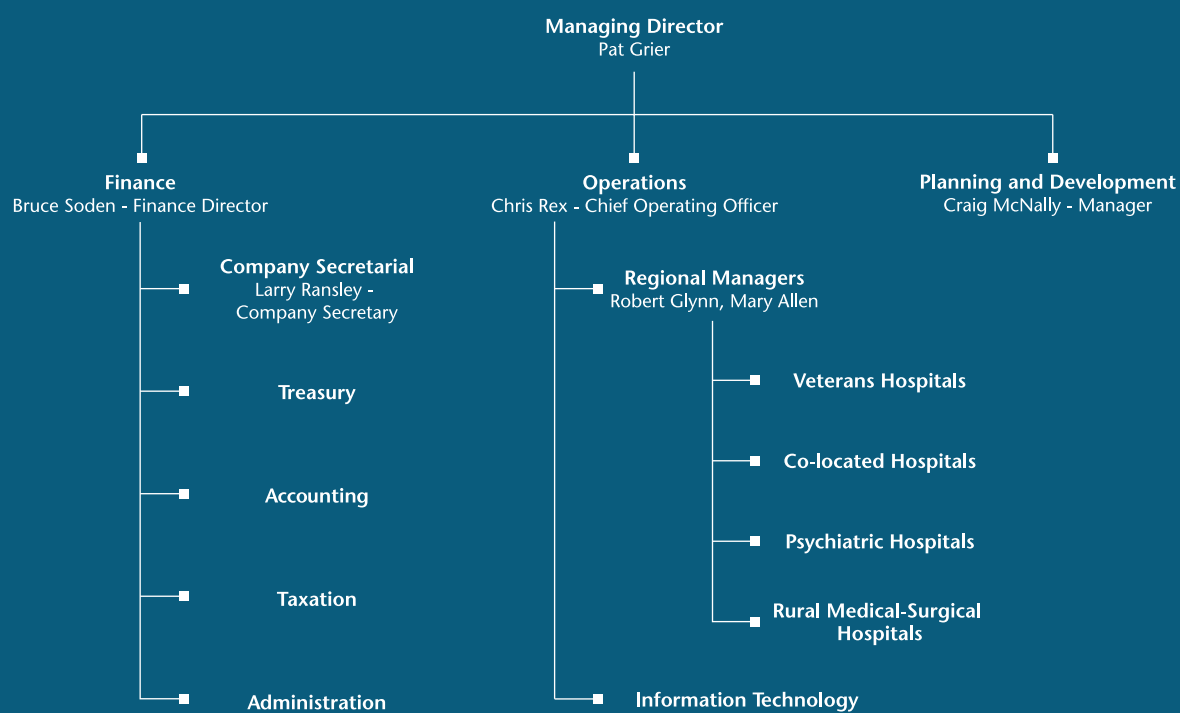 Managing Director
Pat Grier
Finance
Bruce Soden - Finance Director
Operations
Chris Rex - Chief Operating Officer
Planning and Development
Craig McNally - Manager
Company Secretarial
Larry Ransley -
Company Secretary
Treasury
Accounting
Taxation
Administration
Regional Managers
Robert Glynn, Mary Allen
Veterans Hospitals
Co-located Hospitals
Psychiatric Hospitals
Rural Medical-Surgical
Hospitals
Information Technology